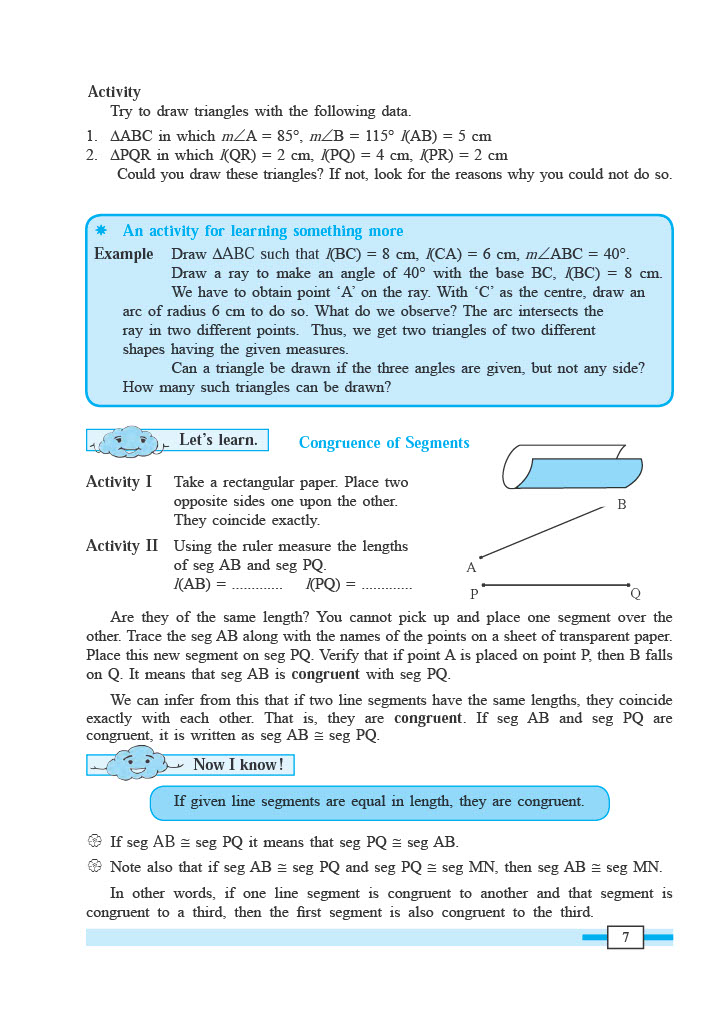 Activity
Try to draw triangles with the following data.
1. ∆ABC in which m∠A = 85°, m∠B = 115° l(AB) = 5 cm
2. ∆PQR in which l(QR) = 2 cm, l(PQ) = 4 cm, l(PR) = 2 cm
Could you draw these triangles? If not, look for the reasons why you could not do so.
✵ An activity for learning something more
Example Draw ∆ABC such that l(BC) = 8 cm, l(CA) = 6 cm, m∠ABC = 40°.
Draw a ray to make an angle of 40° with the base BC, l(BC) = 8 cm.
We have to obtain point ‘A’ on the ray. With ‘C’ as the centre, draw an
arc of radius 6 cm to do so. What do we observe? The arc intersects the
ray in two different points. Thus, we get two triangles of two different
shapes having the given measures.
Can a triangle be drawn if the three angles are given, but not any side?
How many such triangles can be drawn?
Let’s learn.
Congruence of Segments
Activity I Take a rectangular paper. Place two
opposite sides one upon the other.
They coincide exactly.
B
Activity II Using the ruler measure the lengths
of seg AB and seg PQ.
A
l(AB) = ............. l(PQ) = .............
P Q
Are they of the same length? You cannot pick up and place one segment over the
other. Trace the seg AB along with the names of the points on a sheet of transparent paper.
Place this new segment on seg PQ. Verify that if point A is placed on point P, then B falls
on Q. It means that seg AB is congruent with seg PQ.
We can infer from this that if two line segments have the same lengths, they coincide
exactly with each other. That is, they are congruent. If seg AB and seg PQ are
congruent, it is written as seg AB ≅ seg PQ.
Now I know!
If given line segments are equal in length, they are congruent.
If seg AB ≅ seg PQ it means that seg PQ ≅ seg AB.
Note also that if seg AB ≅ seg PQ and seg PQ ≅ seg MN, then seg AB ≅ seg MN.
In other words, if one line segment is congruent to another and that segment is
congruent to a third, then the first segment is also congruent to the third.
7